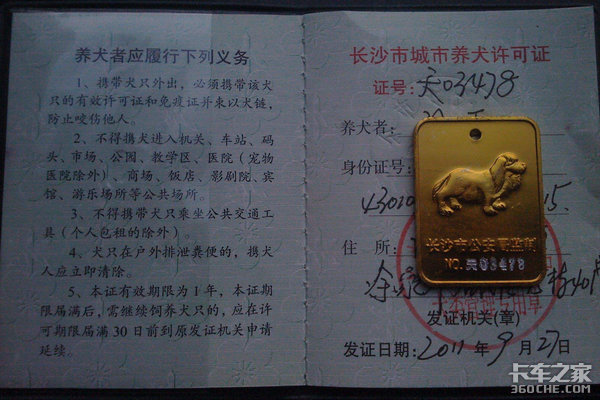 养犬者应履行下列义务
1、携带犬只外出，必须携带该犬
只的有效许可证和免疫证并束以犬链，
防止咬伤他人。
2、不得携犬进入机关、车站、码
头、市场、公园、教学区、医院（宠物
医院除外）、商场、饭店、影剧院、宾
馆、游乐场所等公共场所。
3、不得携带犬只乘坐公共交通工
具（个人包租的除外）。
4、犬只在户外排泄粪便的，携犬
人应立即清除。
5、本证有效期限为1年，本证期
限届满后，需继续饲养犬只的，应在许
可期限届满30日前到原发证机关申请
延续。
长沙市城市养犬许可证
证号：天03478
养犬者：
身份证号：
43010 15.
住 所：
长沙市公安局监制
NO.天03478
专用章
发证机关(章)
发证日期：2011年9月27日
卡车之家
360che.com